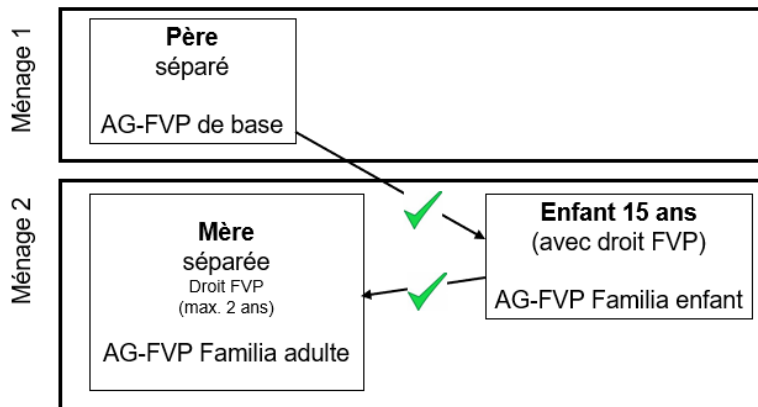 Ménage 1
Père
séparé
AG-FVP de base
Ménage 2
Mère
séparée
Droit FVP
(max. 2 ans)
AG-FVP Familia adulte
Enfant 15 ans
(avec droit FVP)
AG-FVP Familia enfant